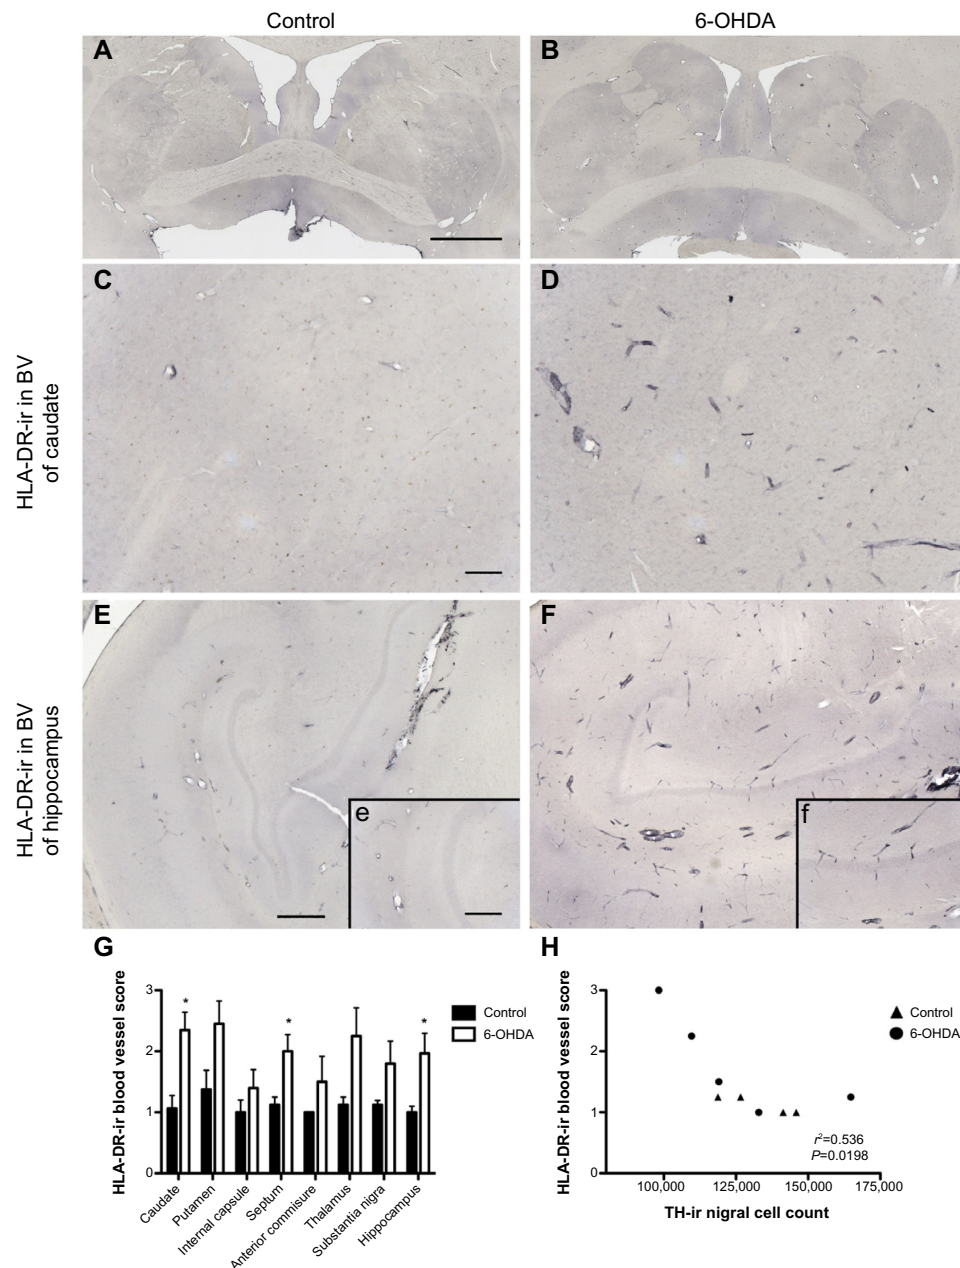 Control
6-OHDA
A
B
HLA-DR-ir in BV
of caudate
C
D
HLA-DR-ir in BV
of hippocampus
E
e
F
f
G
HLA-DR-ir blood vessel score
3
2
1
0
*
*
*
Control
6-OHDA
Caudate
Putamen
Internal capsule
Septum
Anterior commisure
Thalamus
Substantia nigra
Hippocampus
H
HLA-DR-ir blood vessel score
3
2
1
0
Control
6-OHDA
r²=0.536
P=0.0198
100,000
125,000
150,000
175,000
TH-ir nigral cell count